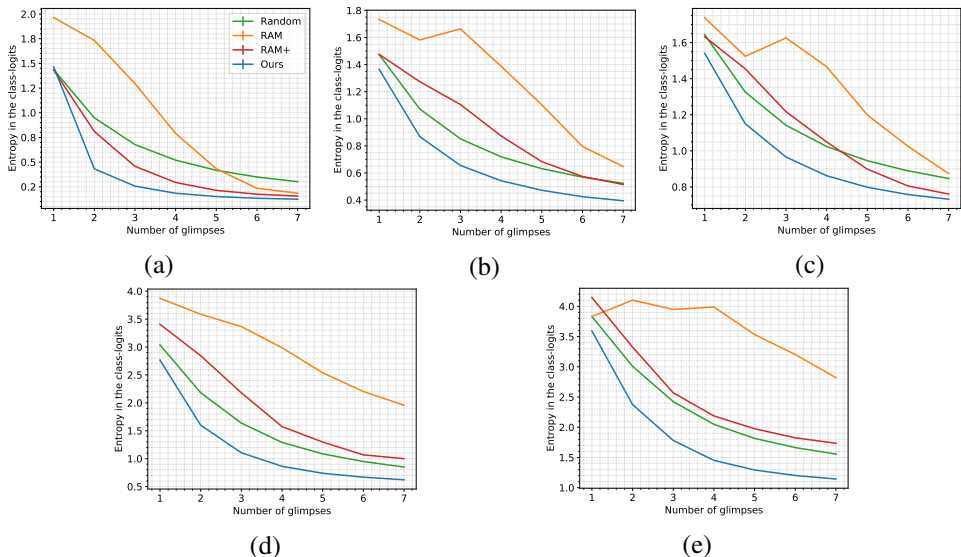 2.0
1.8
1.5
1.2
1.0
0.8
0.5
0.2
Entropy in the class-logits
Random
RAM
RAM+
Ours
1 2 3 4 5 6 7
Number of glimpses
(a)
1.8
1.6
1.4
1.2
1.0
0.8
0.6
0.4
Entropy in the class-logits
1 2 3 4 5 6 7
Number of glimpses
(b)
1.6
1.4
1.2
1.0
0.8
Entropy in the class-logits
1 2 3 4 5 6 7
Number of glimpses
(c)
4.0
3.5
3.0
2.5
2.0
1.5
1.0
0.5
Entropy in the class-logits
1 2 3 4 5 6 7
Number of glimpses
(d)
4.0
3.5
3.0
2.5
2.0
1.5
1.0
Entropy in the class-logits
1 2 3 4 5 6 7
Number of glimpses
(e)